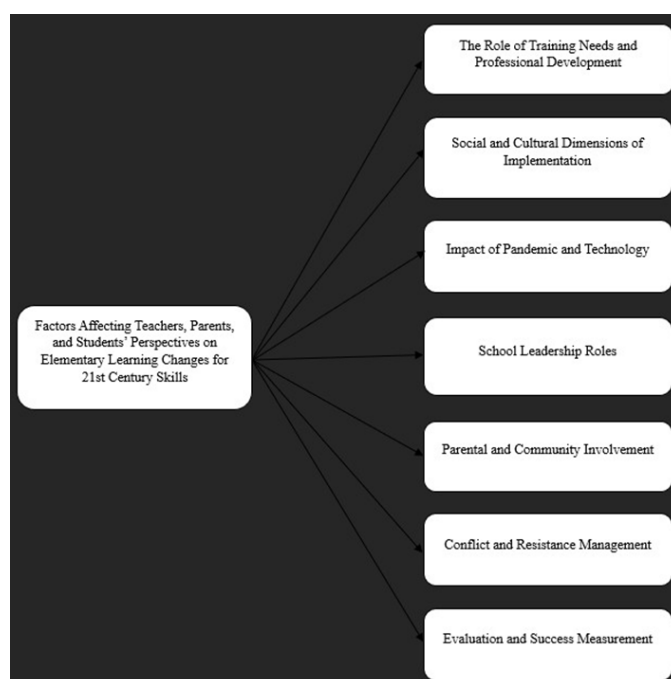 The Role of Training Needs and
Professional Development
Social and Cultural Dimensions of
Implementation
Impact of Pandemic and Technology
Factors Affecting Teachers, Parents,
and Students’ Perspectives on
Elementary Learning Changes for
21st Century Skills
School Leadership Roles
Parental and Community Involvement
Conflict and Resistance Management
Evaluation and Success Measurement